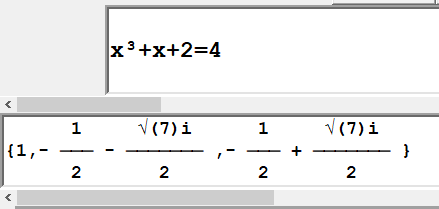 x³+x+2=4
1 √(7)i 1 √(7)i
{1,- — - — ,- — + — }
2 2 2 2